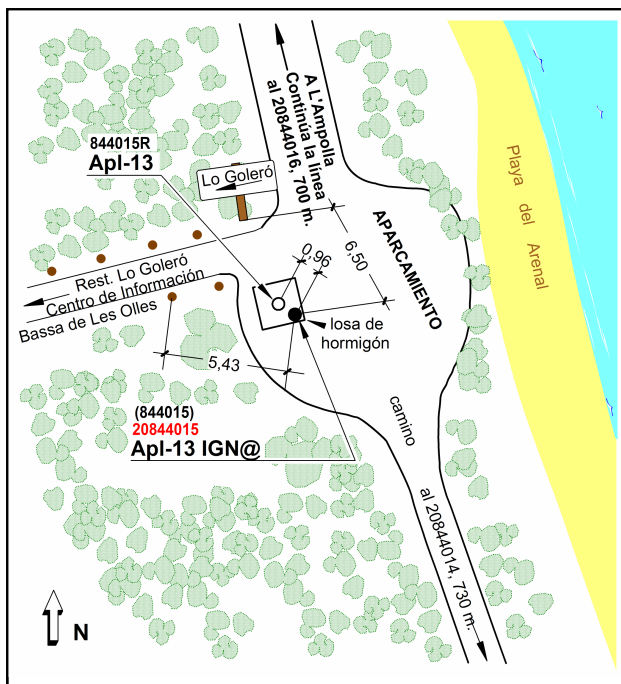 A L'Ampolla
Continúa la línea
al 20844016, 700 m.
844015R
Apl-13
Lo Goleró
Playa del Arenal
APARCAMIENTO
6,50
0,96
Rest. Lo Goleró
Centro de Información
Bassa de Les Olles
losa de
hormigón
5,43
camino
(844015)
20844015
Apl-13 IGN@
al 20844014, 730 m.
N